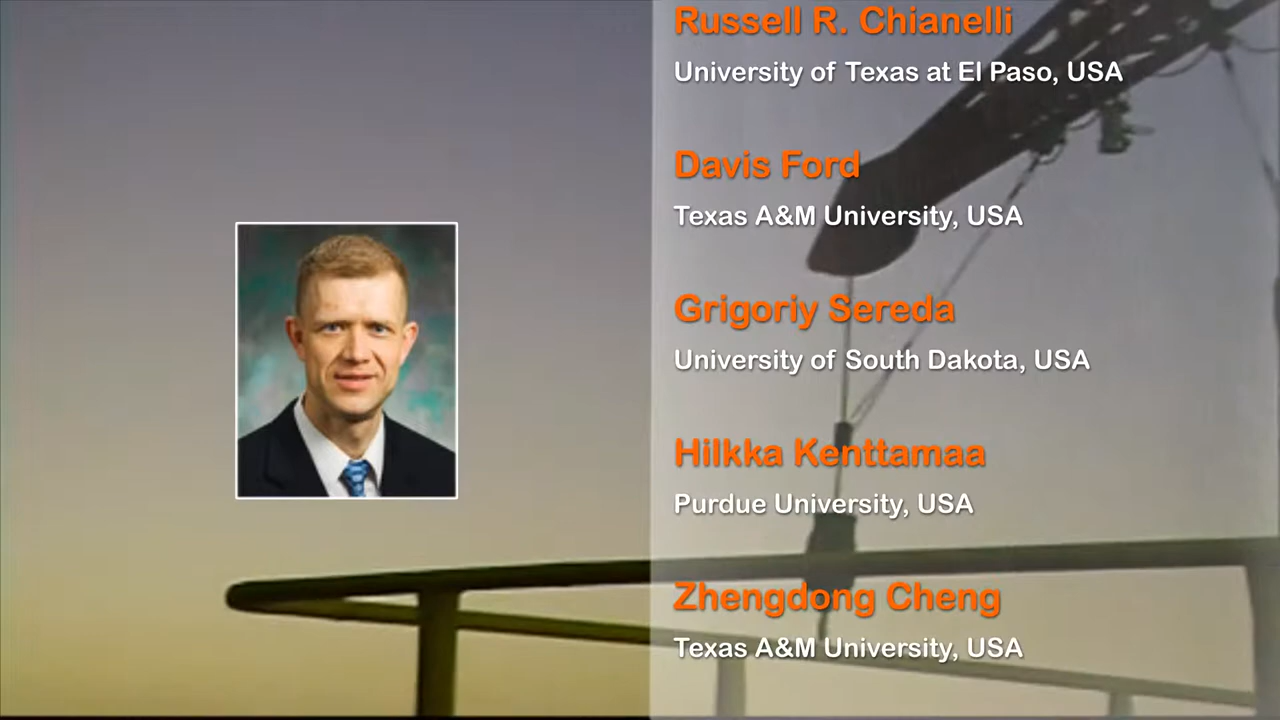 Russell R. Chianelli
University of Texas at El Paso, USA
Davis Ford
Texas A&M University, USA
Grigoriy Sereda
University of South Dakota, USA
Hilkka Kenttamaa
Purdue University, USA
Zhengdong Cheng
Texas A&M University, USA